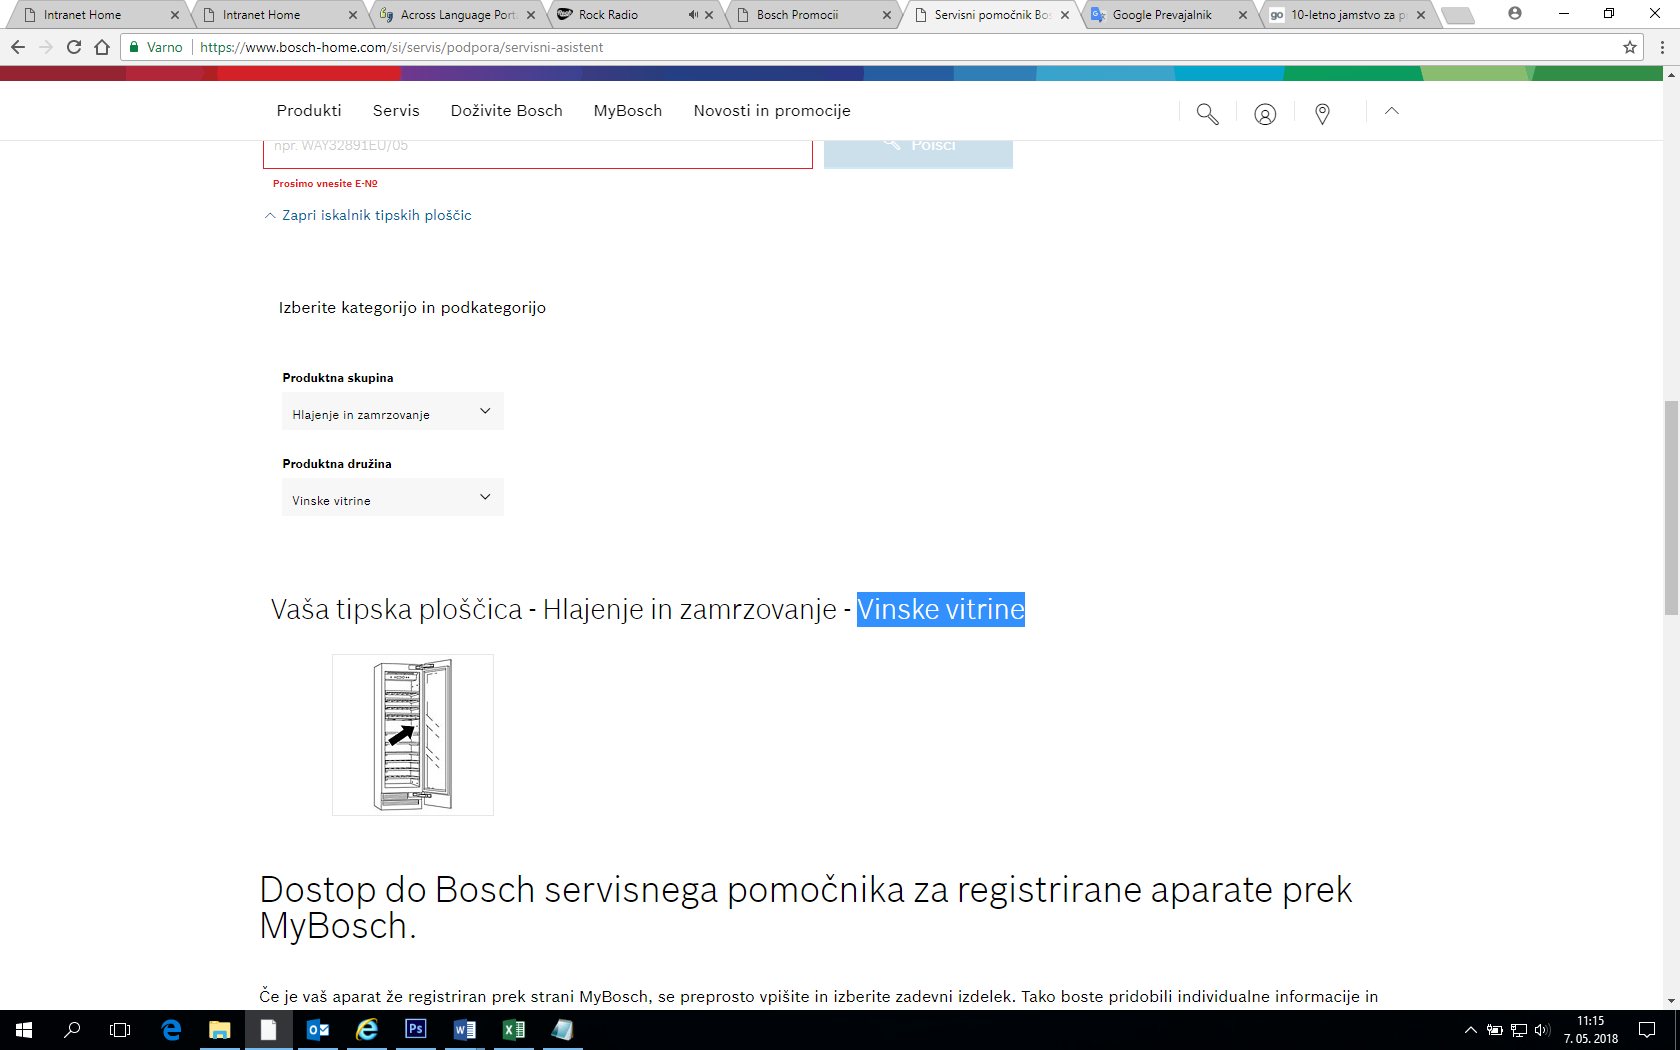 Intranet Home
Intranet Home
Across Language Port
Rock Radio
Bosch Promocii
Servisni pomočnik Bos
Google Prevajalnik
go 10-letno jamstvo za p
Varno
https://www.bosch-home.com/si/servis/podpora/servisni-asistent
Produkti Servis Doživite Bosch MyBosch Novosti in promocije
npr. WAY32891EU/05
Poišči
Prosimo vnesite E-Nº
Zapri iskalnik tipskih ploščic
Izberite kategorijo in podkategorijo
Produktna skupina
Hlajenje in zamrzovanje
Produktna družina
Vinske vitrine
Vaša tipska ploščica - Hlajenje in zamrzovanje - Vinske vitrine
Dostop do Bosch servisnega pomočnika za registrirane aparate prek
MyBosch.
Če je vaš aparat že registriran prek strani MyBosch, se preprosto vpišite in izberite zadevni izdelek. Tako boste pridobili individualne informacije in
11:15
7. 05. 2018